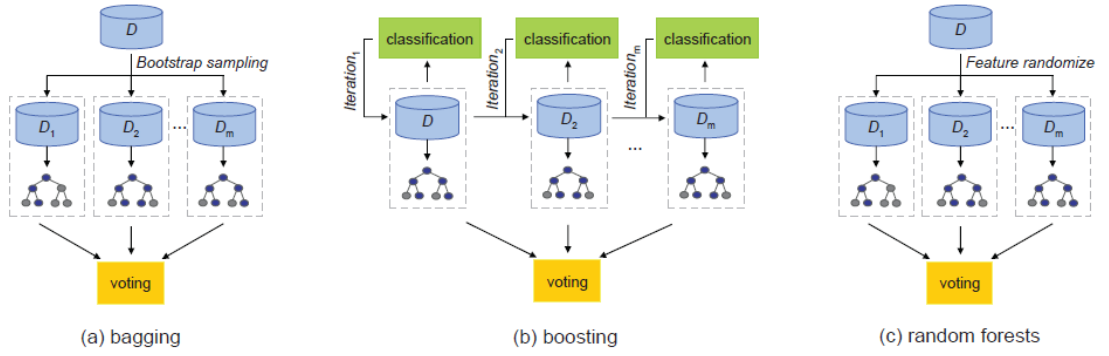 D
Bootstrap sampling
D1
D2
...
Dm
voting
(a) bagging
classification
classification
classification
Iteration1
Iteration2
Iterationm
D
D2
...
Dm
voting
(b) boosting
D
Feature randomize
D1
D2
...
Dm
voting
(c) random forests